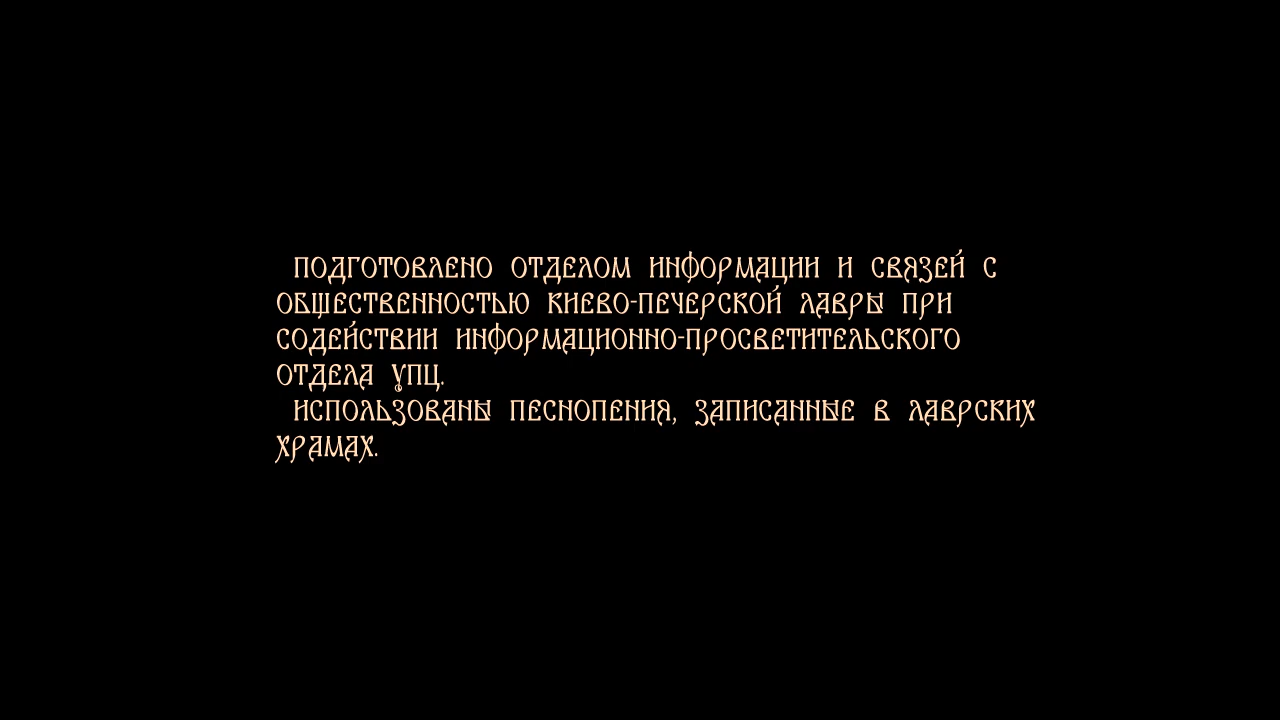 ПОДГОТОВЛЕНО ОТДЕЛОМ ИНФОРМАЦИИ И СВЯЗЕЙ С
ОБЩЕСТВЕННОСТЬЮ КИЕВО-ПЕЧЕРСКОЙ ЛАВРЫ ПРИ
СОДЕЙСТВИИ ИНФОРМАЦИОННО-ПРОСВЕТИТЕЛЬСКОГО
ОТДЕЛА УПЦ.
ИСПОЛЬЗОВАНЫ ПЕСНОПЕНИЯ, ЗАПИСАННЫЕ В ЛАВРСКИХ
ХРАМАХ.